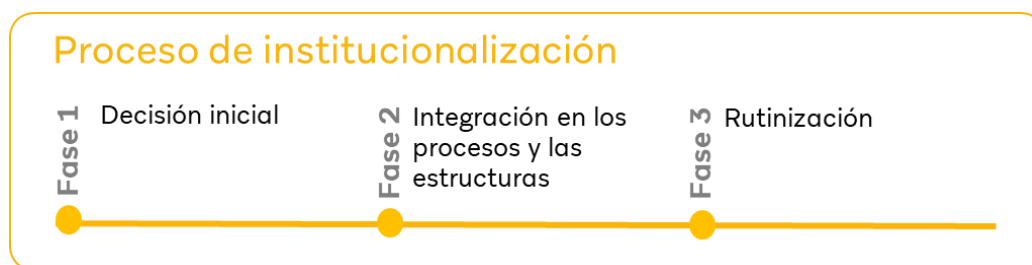 Proceso de institucionalización
Fase 1
Decisión inicial
Fase 2
Integración en los
procesos y las
estructuras
Fase 3
Rutinización